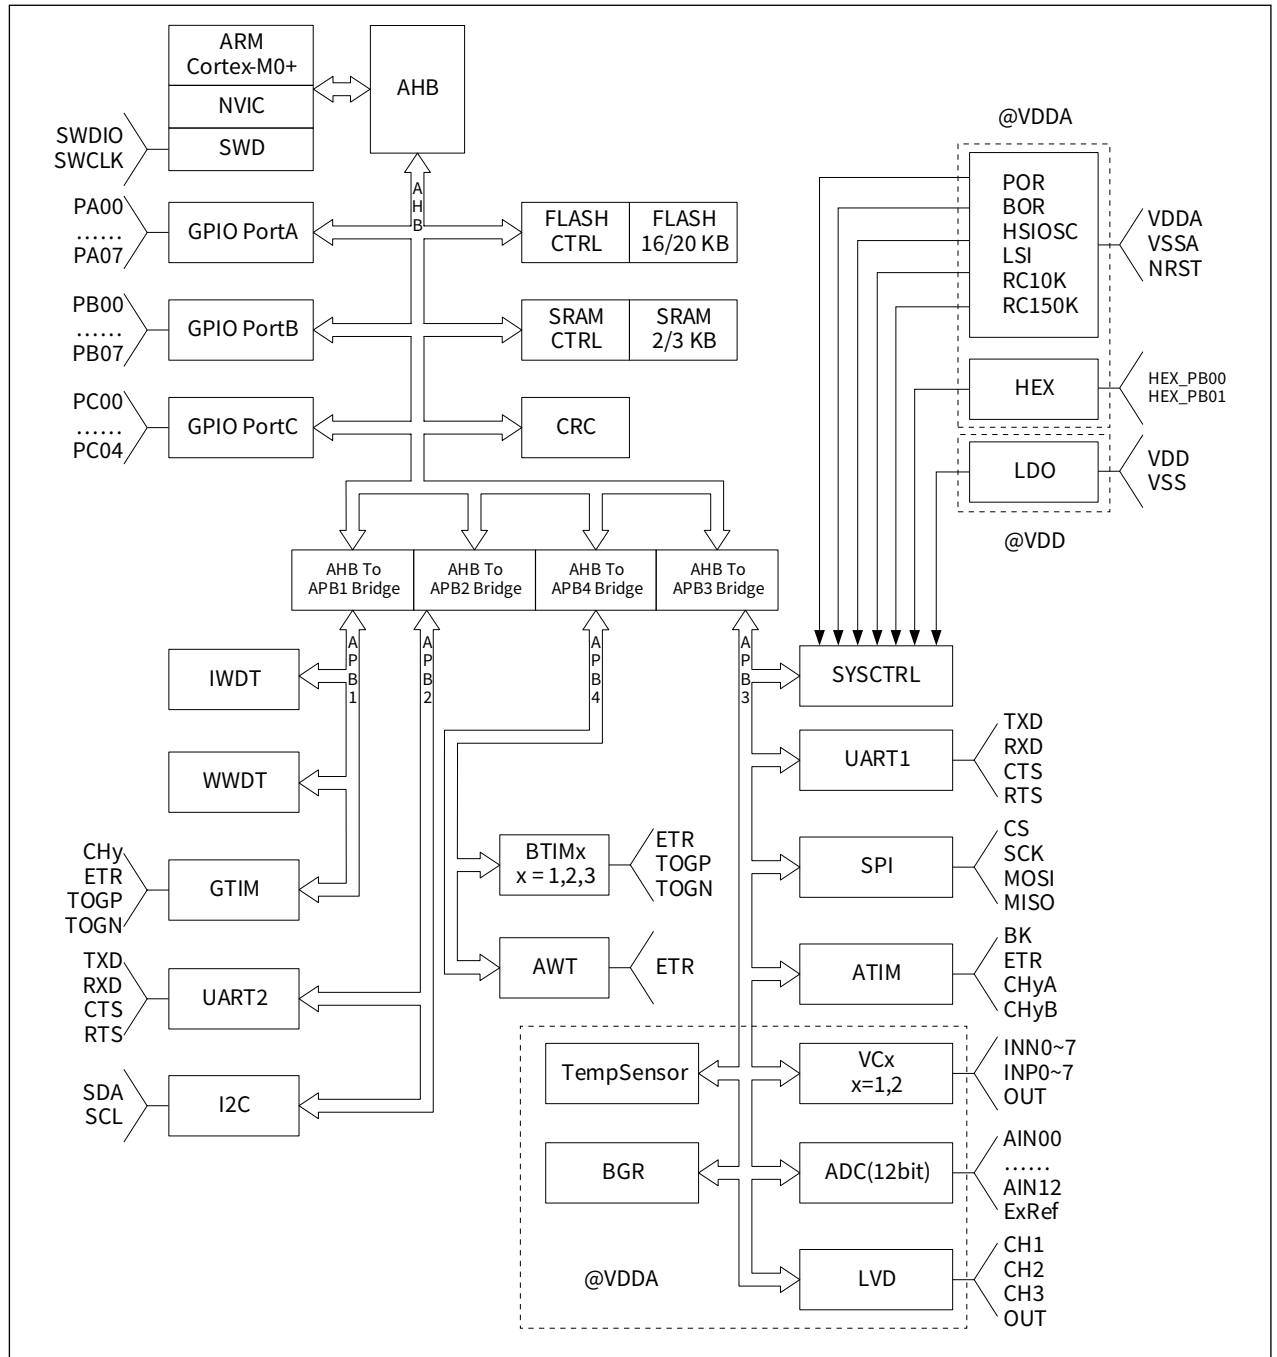 ARM
Cortex-M0+
NVIC
SWD
SWDIO
SWCLK
AHB
AHB
PA00
......
PA07
GPIO PortA
FLASH
CTRL
FLASH
16/20 KB
PB00
......
PB07
GPIO PortB
SRAM
CTRL
SRAM
2/3 KB
PC00
......
PC04
GPIO PortC
CRC
@VDDA
POR
BOR
HSIOSC
LSI
RC10K
RC150K
VDDA
VSSA
NRST
HEX
HEX_PB00
HEX_PB01
LDO
VDD
VSS
@VDD
AHB To
APB1 Bridge
AHB To
APB2 Bridge
AHB To
APB4 Bridge
AHB To
APB3 Bridge
APB1
APB2
APB4
APB3
IWDT
WWDT
CHy
ETR
TOGP
TOGN
GTIM
TXD
RXD
CTS
RTS
UART2
SDA
SCL
I2C
BTIMx
x = 1,2,3
ETR
TOGP
TOGN
AWT
ETR
SYSCTRL
UART1
TXD
RXD
CTS
RTS
SPI
CS
SCK
MOSI
MISO
ATIM
BK
ETR
CHyA
CHyB
TempSensor
VCx
x=1,2
INN0~7
INP0~7
OUT
BGR
ADC(12bit)
AIN00
......
AIN12
ExRef
@VDDA
LVD
CH1
CH2
CH3
OUT